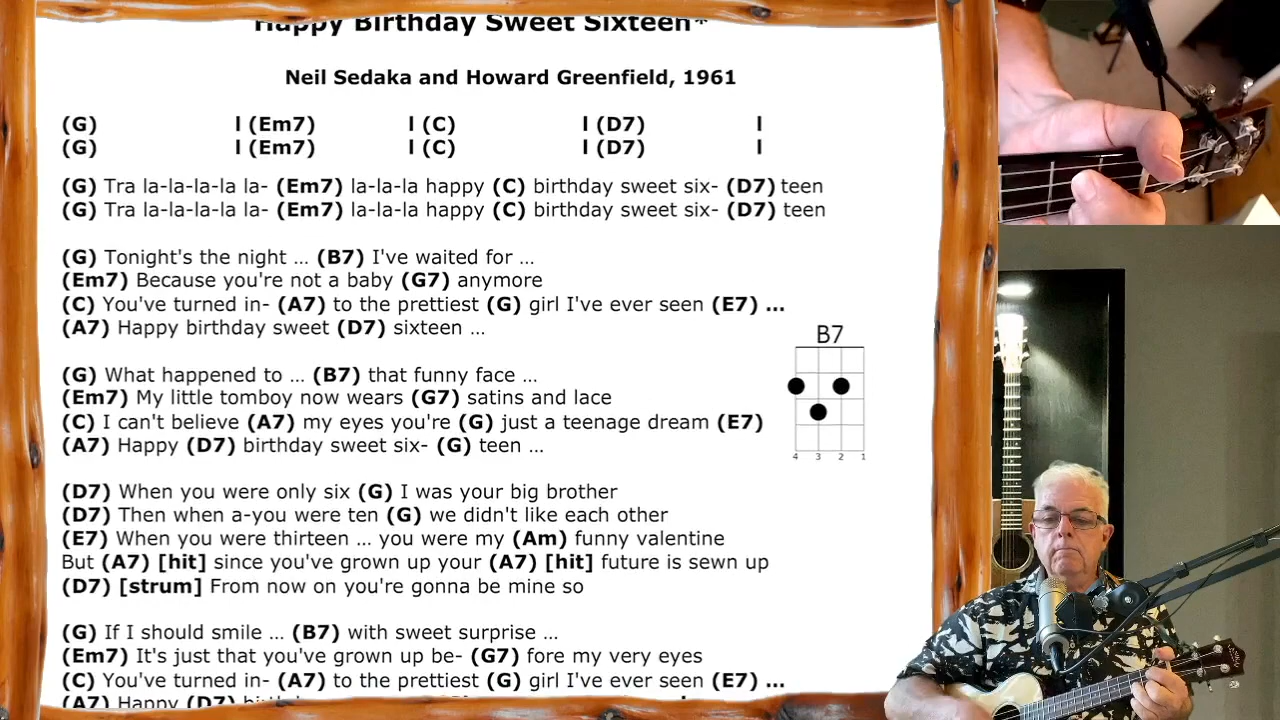 Happy Birthday Sweet Sixteen*
Neil Sedaka and Howard Greenfield, 1961
(G) l (Em7) l (C) l (D7) l
(G) l (Em7) l (C) l (D7) l
(G) Tra la-la-la-la la- (Em7) la-la-la happy (C) birthday sweet six- (D7) teen
(G) Tra la-la-la-la la- (Em7) la-la-la happy (C) birthday sweet six- (D7) teen
(G) Tonight's the night ... (B7) I've waited for ...
(Em7) Because you're not a baby (G7) anymore
(C) You've turned in- (A7) to the prettiest (G) girl I've ever seen (E7) ...
(A7) Happy birthday sweet (D7) sixteen ...
(G) What happened to ... (B7) that funny face ...
(Em7) My little tomboy now wears (G7) satins and lace
(C) I can't believe (A7) my eyes you're (G) just a teenage dream (E7)
(A7) Happy (D7) birthday sweet six- (G) teen ...
B7
4 3 2 1
(D7) When you were only six (G) I was your big brother
(D7) Then when a-you were ten (G) we didn't like each other
(E7) When you were thirteen ... you were my (Am) funny valentine
But (A7) [hit] since you've grown up your (A7) [hit] future is sewn up
(D7) [strum] From now on you're gonna be mine so
(G) If I should smile ... (B7) with sweet surprise ...
(Em7) It's just that you've grown up be- (G7) fore my very eyes
(C) You've turned in- (A7) to the prettiest (G) girl I've ever seen (E7) ...
(A7) Happy (D7)